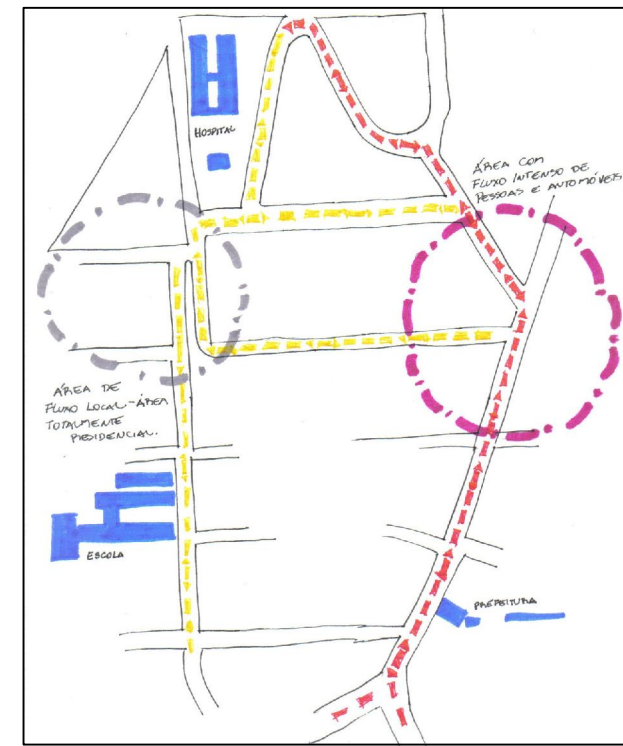 HOSPITAL
ÁREA COM
FLUXO INTENSO DE
PESSOAS E AUTOMÓVEIS
ÁREA DE
FLUXO LOCAL - ÁREA
TOTALMENTE
RESIDENCIAL.
ESCOLA
PREFEITURA